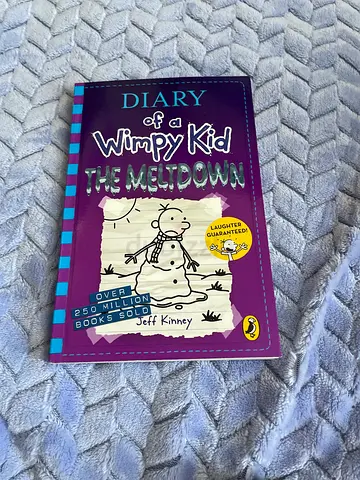 DIARY
of a
Wimpy Kid
THE MELTDOWN
LAUGHTER
GUARANTEED!
OVER
250 MILLION
BOOKS SOLD
Jeff Kinney